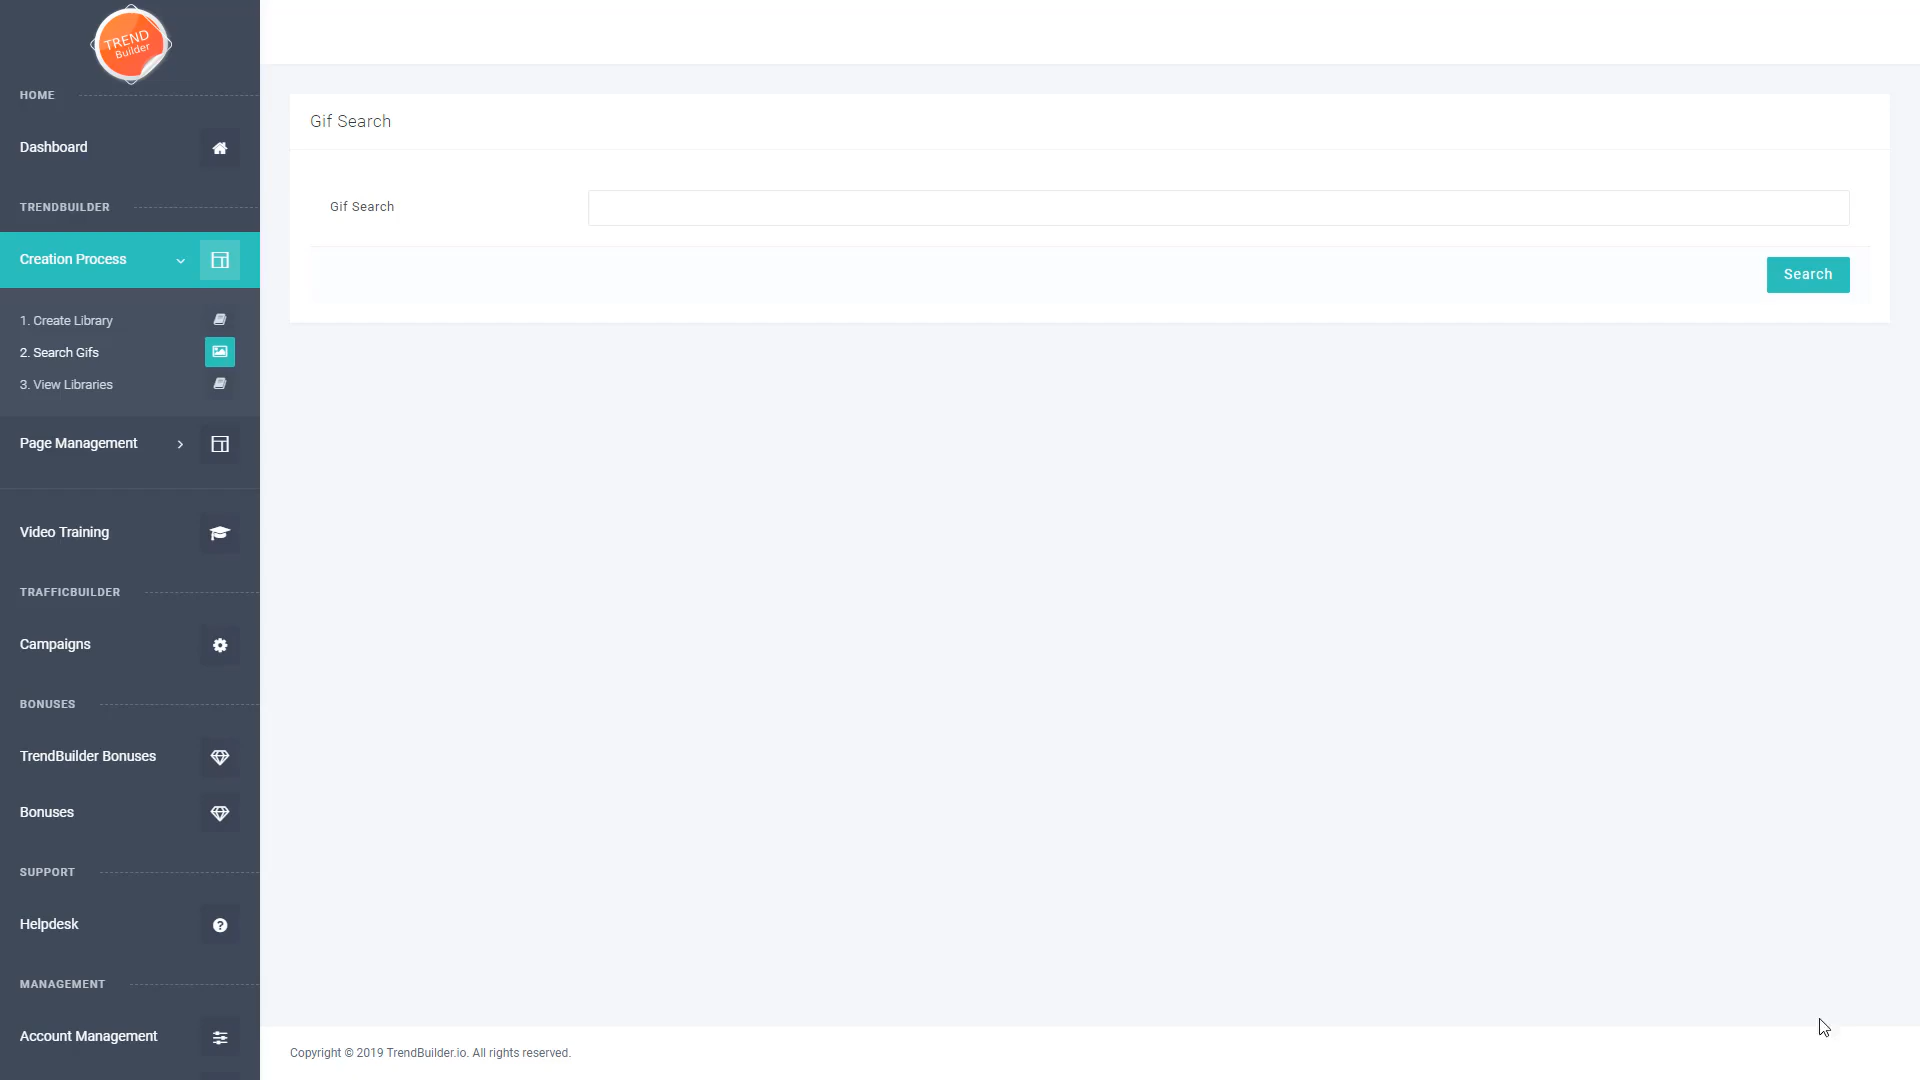 TREND
Builder
HOME
Dashboard
TRENDBUILDER
Creation Process
1. Create Library
2. Search Gifs
3. View Libraries
Page Management
Video Training
TRAFFICBUILDER
Campaigns
BONUSES
TrendBuilder Bonuses
Bonuses
SUPPORT
Helpdesk
MANAGEMENT
Account Management
Gif Search
Gif Search
Search
Copyright © 2019 TrendBuilder.io. All rights reserved.